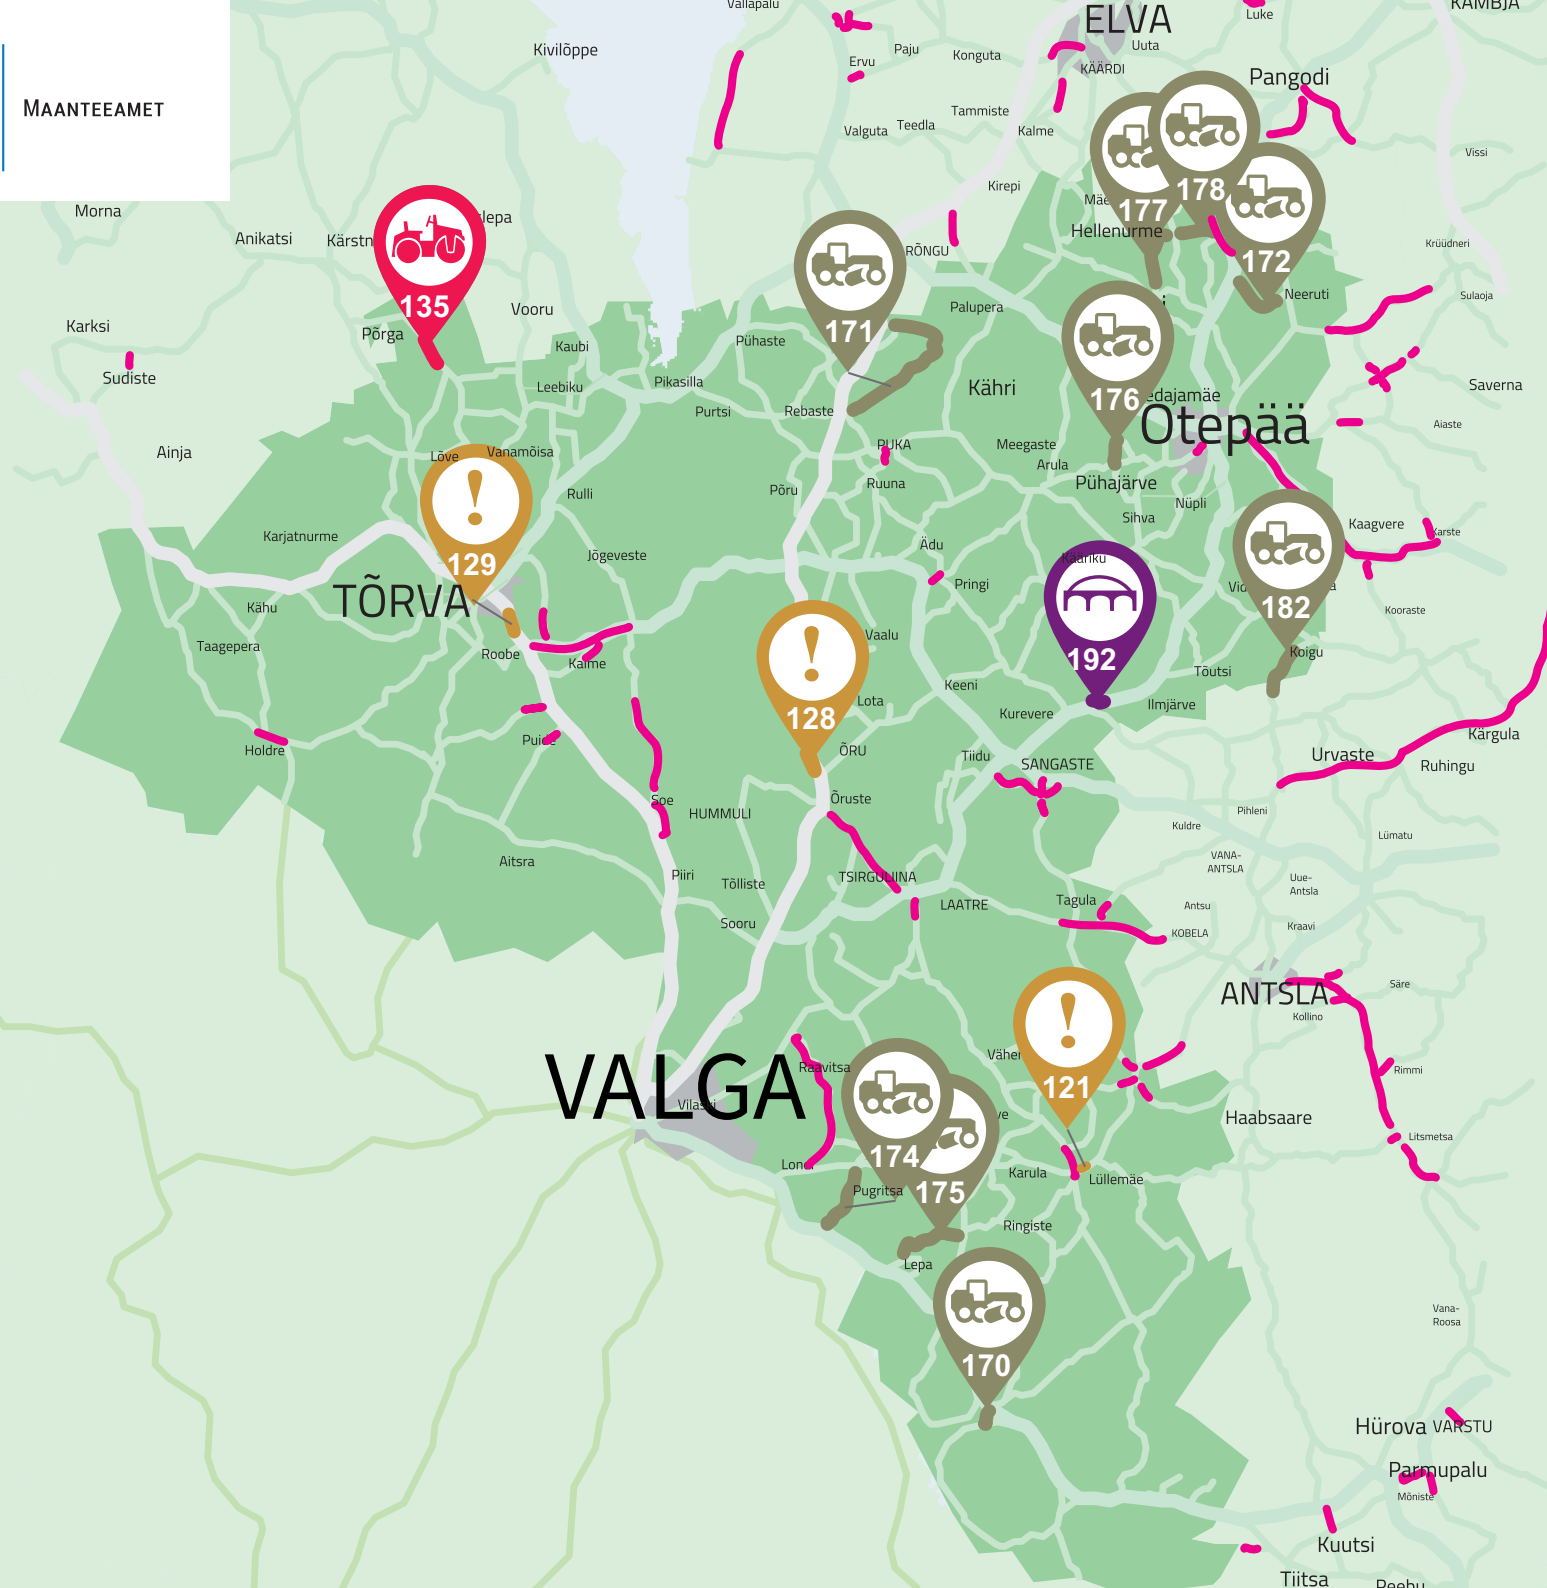 Vallapalu
ELVA
Luke
KAMBJA
Kivilõppe
Paju
Konguta
Uuta
Ervu
KÄÄRDI
Pangodi
MAANTEEAMET
Tammiste
Valguta
Teedla
Kalme
Vissi
Kirepi
Morna
Anikatsi
RÕNGU
Hellenurme
178
177
172
Krüüdneri
135
Vooru
Palupera
Neeruti
Sulaoja
Karksi
Põrga
Kaubi
Pühaste
171
Sudiste
Leebiku
Pikasilla
Kähri
176
Saverna
Purtsi
Rebaste
Otepää
Aiaste
Ainja
Lõve
Vanamõisa
PUKA
Meegaste
Arula
Pühajärve
Rulli
Põru
Ruuna
Nüpli
Sihva
Kaagvere
Karste
Karjatnurme
Jõgeveste
Ädu
Kääriku
129
Pringi
TÕRVA
182
Kähu
Kooraste
Taagepera
Roobe
Kalme
Vaalu
192
Koigu
Tõutsi
Keeni
Lota
128
Kurevere
Ilmjärve
Holdre
Puide
ÕRU
Tiidu
SANGASTE
Urvaste
Kärgula
Ruhingu
Soe
HUMMULI
Õruste
Pihleni
Kuldre
Lümatu
Aitsra
VANA-
ANTSLA
Piiri
Tõlliste
TSIRGULIINA
Uue-
Antsla
Sooru
LAATRE
Tagula
Antsu
KOBELA
Kraavi
ANTSLA
Säre
Kollino
VALGA
Raavitsa
121
Rimmi
Vilaski
Haabsaare
174
Litsmetsa
Karula
Lüllemäe
Pugritsa
175
Ringiste
Lepa
170
Vana-
Roosa
Hürova
VARSTU
Parmupalu
Mõniste
Kuutsi
Tiitsa
Peebu